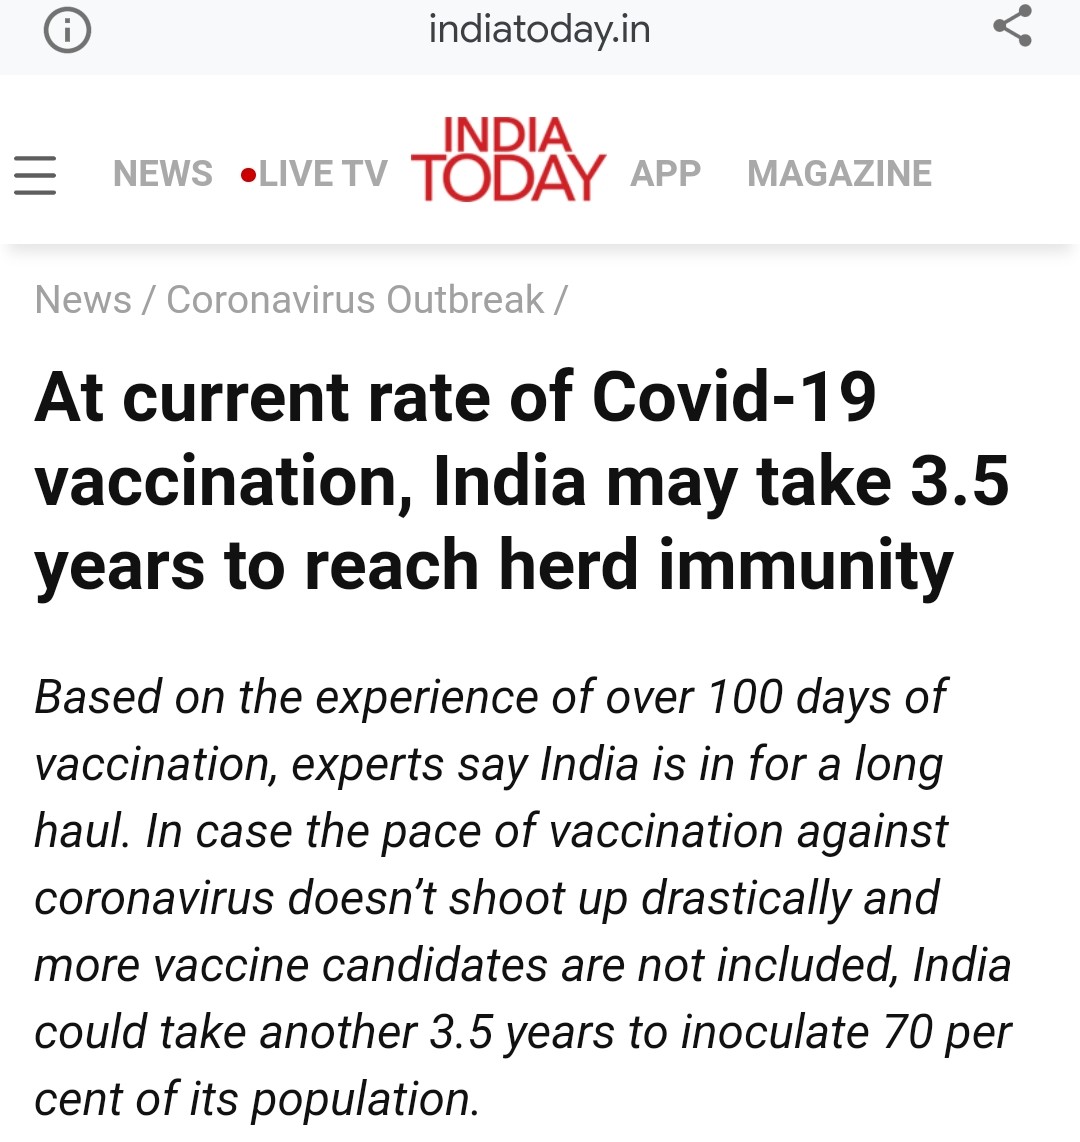 indiatoday.in
NEWS LIVE TV INDIA TODAY APP MAGAZINE
News / Coronavirus Outbreak /
At current rate of Covid-19
vaccination, India may take 3.5
years to reach herd immunity
Based on the experience of over 100 days of
vaccination, experts say India is in for a long
haul. In case the pace of vaccination against
coronavirus doesn’t shoot up drastically and
more vaccine candidates are not included, India
could take another 3.5 years to inoculate 70 per
cent of its population.